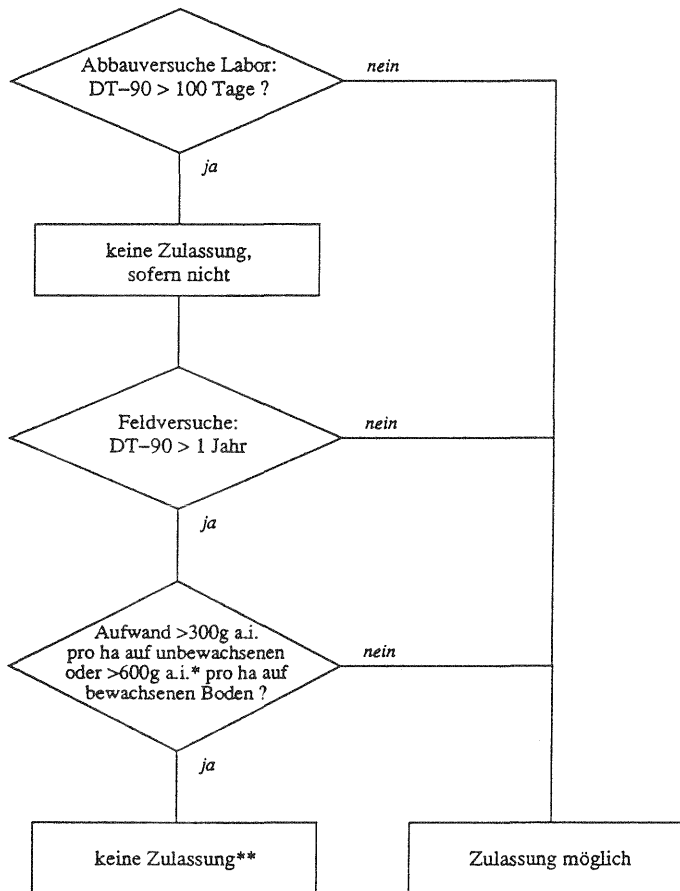 Abbauversuche Labor:
DT–90 > 100 Tage ?
nein
ja
keine Zulassung,
sofern nicht
Feldversuche:
DT–90 > 1 Jahr
nein
ja
Aufwand >300g a.i.
pro ha auf unbewachsenen
oder >600g a.i.* pro ha auf
bewachsenen Boden ?
nein
ja
keine Zulassung**
Zulassung möglich